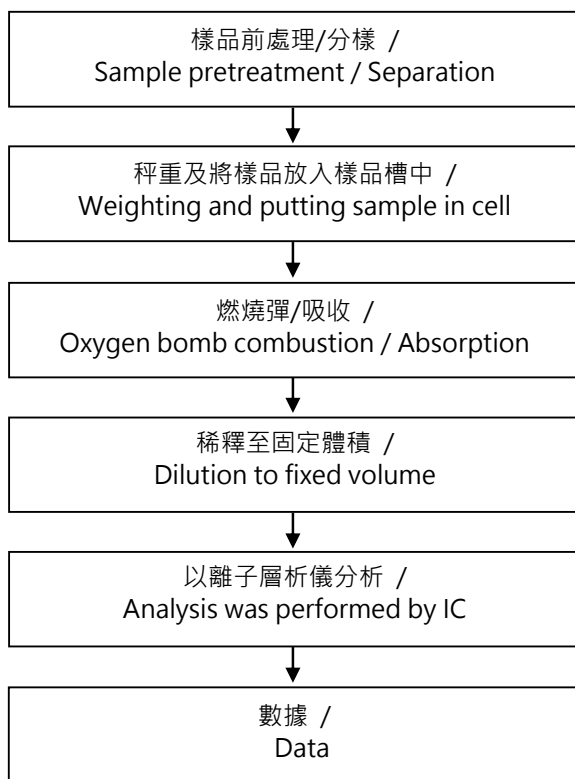 樣品前處理/分樣 /
Sample pretreatment / Separation
秤重及將樣品放入樣品槽中 /
Weighting and putting sample in cell
燃燒彈/吸收 /
Oxygen bomb combustion / Absorption
稀釋至固定體積 /
Dilution to fixed volume
以離子層析儀分析 /
Analysis was performed by IC
數據 /
Data